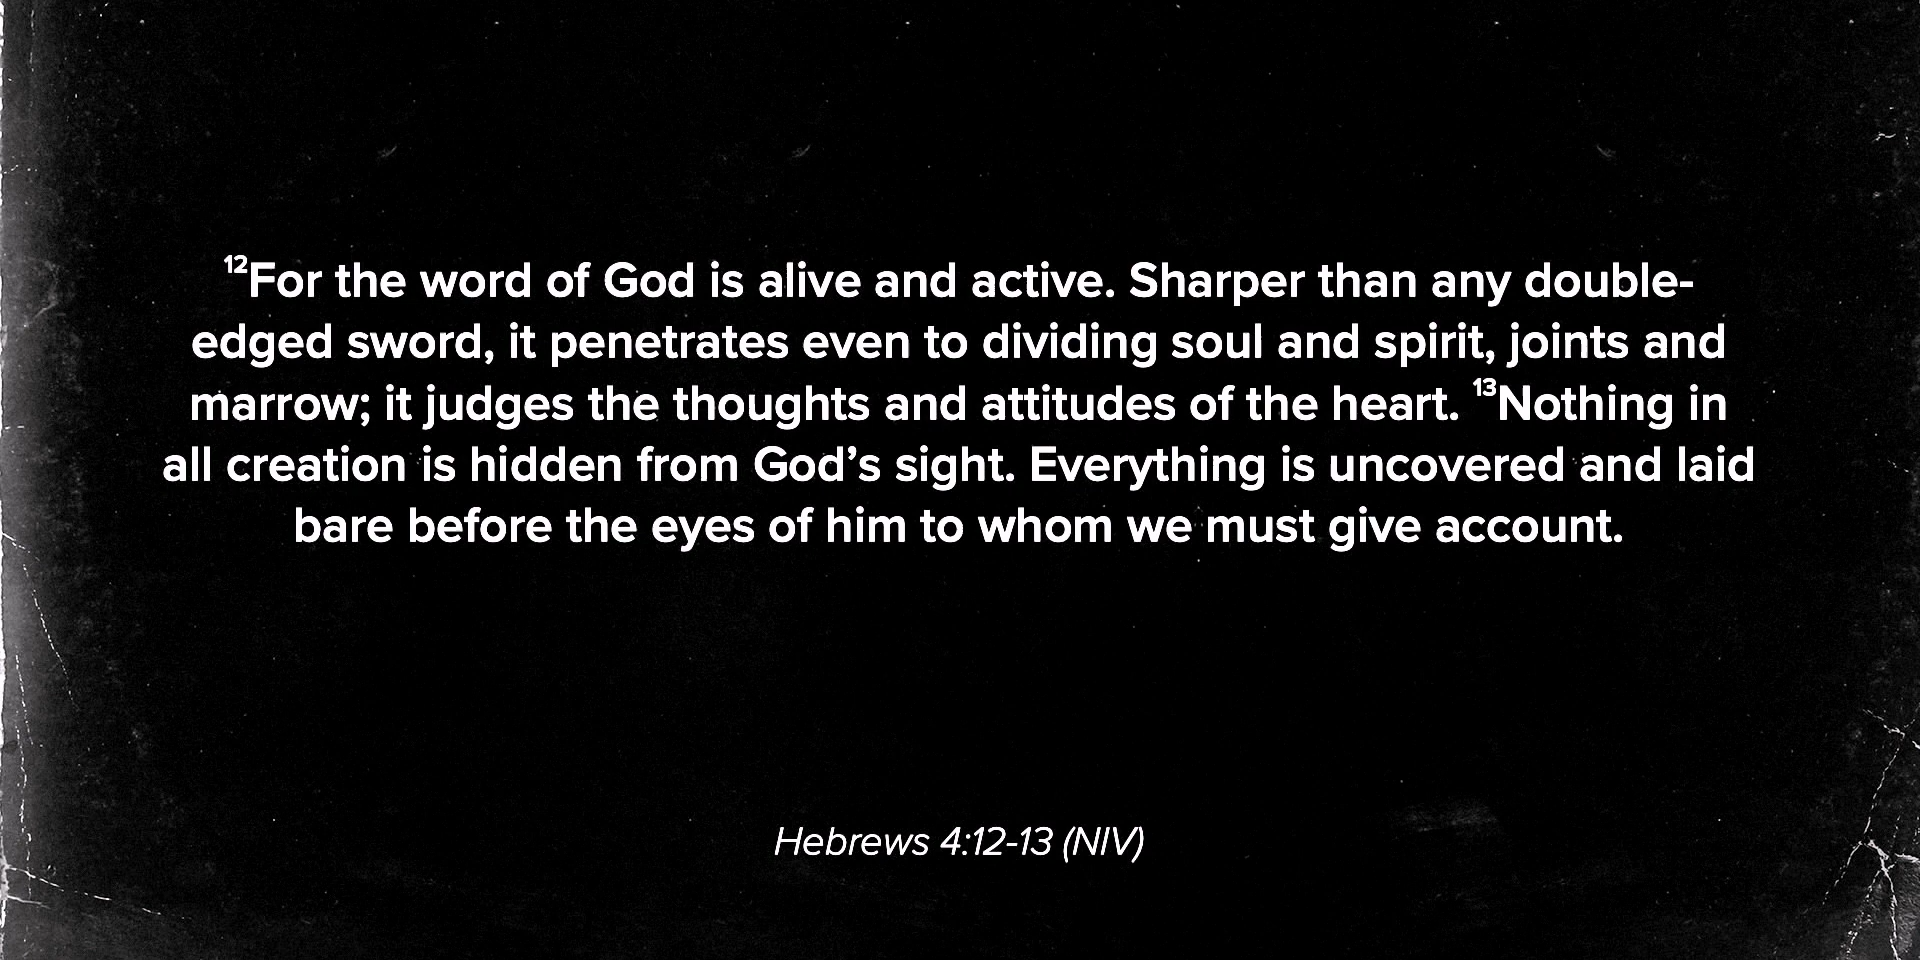 ¹²For the word of God is alive and active. Sharper than any double-
edged sword, it penetrates even to dividing soul and spirit, joints and
marrow; it judges the thoughts and attitudes of the heart. ¹³Nothing in
all creation is hidden from God’s sight. Everything is uncovered and laid
bare before the eyes of him to whom we must give account.
Hebrews 4:12-13 (NIV)